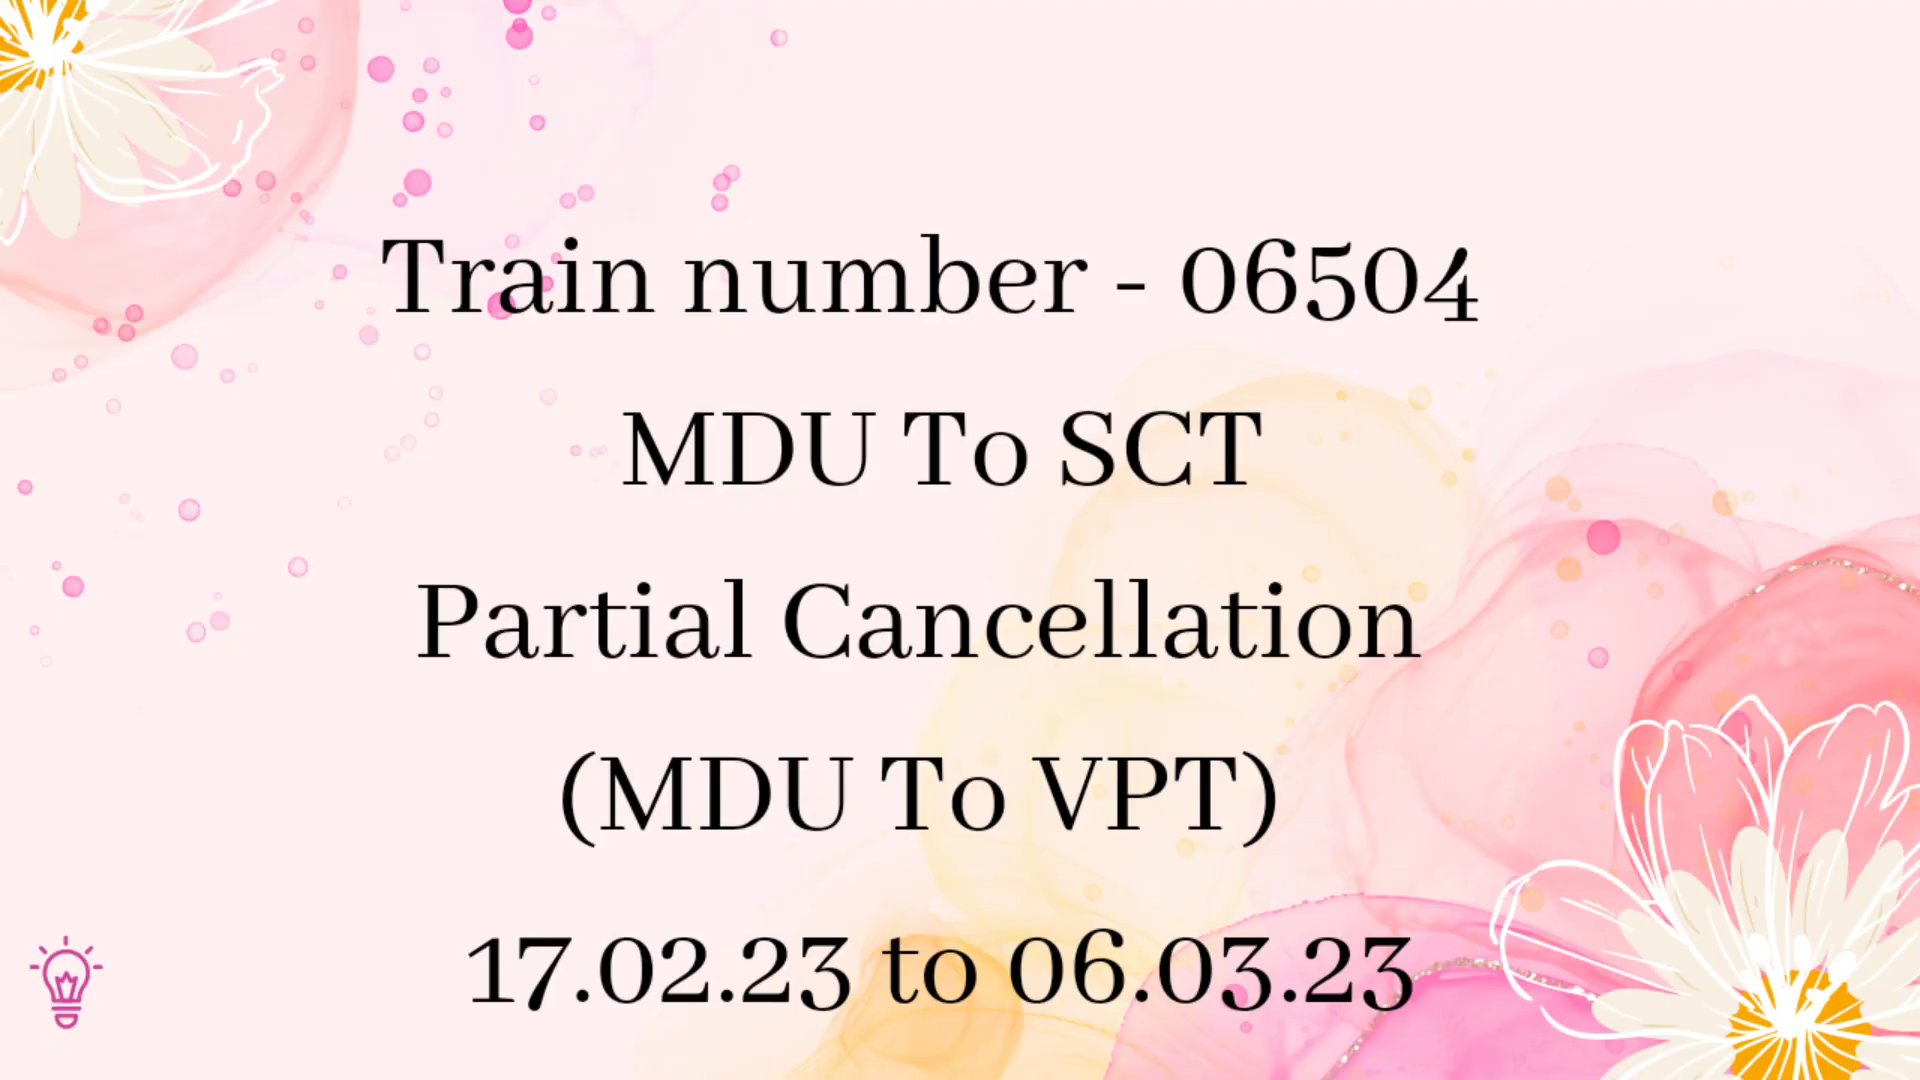 Train number - 06504
MDU To SCT
Partial Cancellation
(MDU To VPT)
17.02.23 to 06.03.23